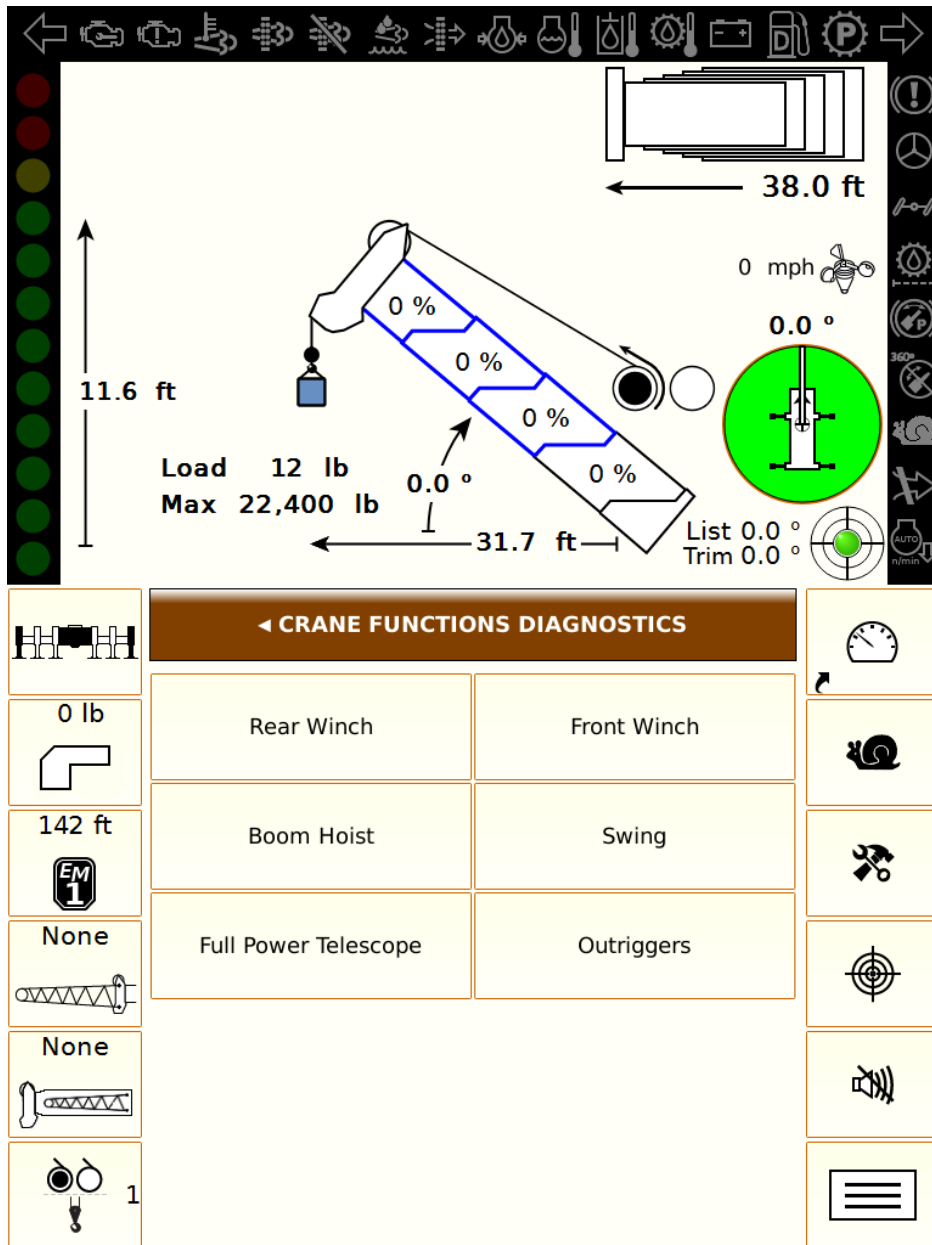 D
P
38.0 ft
0 mph
0.0 °
P
360°
0 %
0 %
0 %
0 %
11.6 ft
Load 12 lb
Max 22,400 lb
0.0 °
31.7 ft
List 0.0 °
Trim 0.0 °
AUTO
n/min
◂ CRANE FUNCTIONS DIAGNOSTICS
0 lb
Rear Winch
Front Winch
142 ft
EM
1
Boom Hoist
Swing
None
Full Power Telescope
Outriggers
None
1